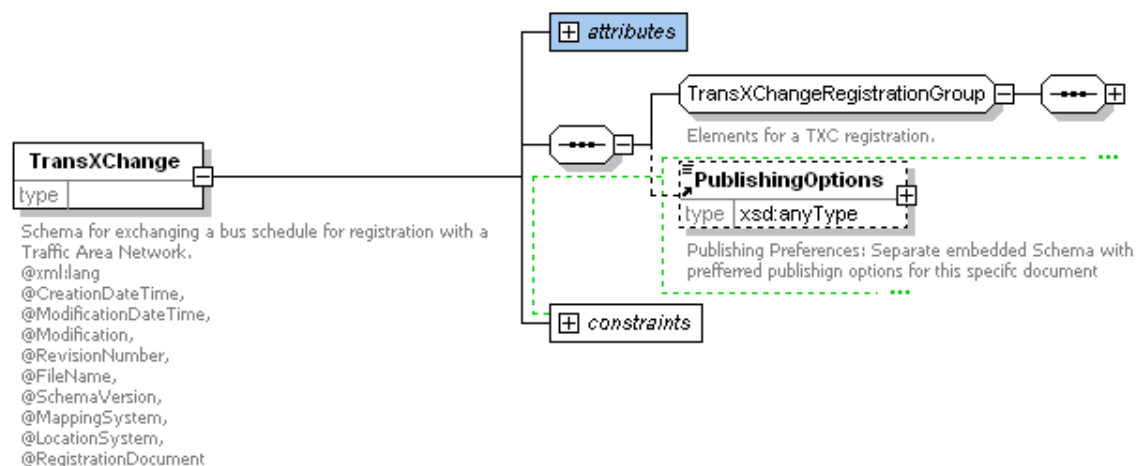 attributes
TransXChangeRegistrationGroup
Elements for a TXC registration.
TransXChange
type
PublishingOptions
type xsd:anyType
Publishing Preferences: Separate embedded Schema with
prefferred publishign options for this specifc document
Schema for exchanging a bus schedule for registration with a
Traffic Area Network.
@xml:lang
@CreationDateTime,
@ModificationDateTime,
@Modification,
@RevisionNumber,
@FileName,
@SchemaVersion,
@MappingSystem,
@LocationSystem,
@RegistrationDocument
constraints